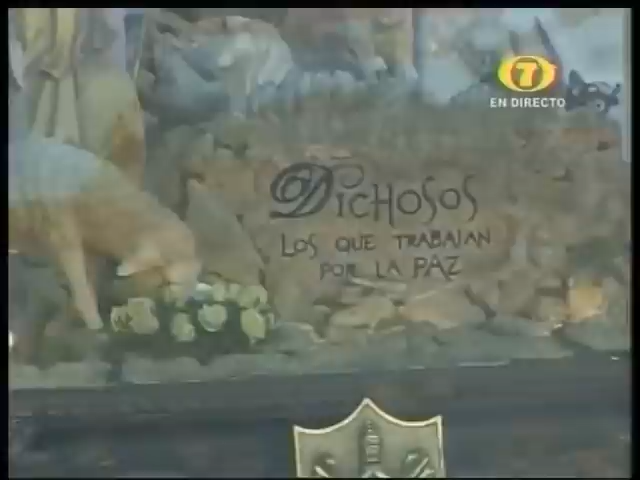 7
EN DIRECTO
DICHOSOS
LOS QUE TRABAJAN
POR LA PAZ